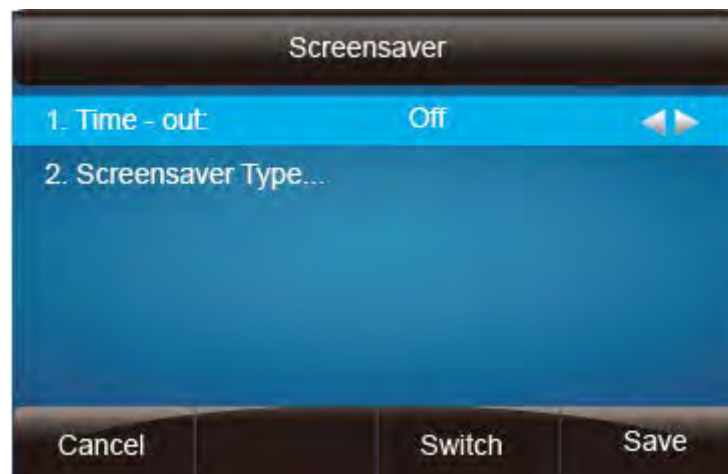 Screensaver
1. Time - out: Off
2. Screensaver Type...
Cancel Switch Save